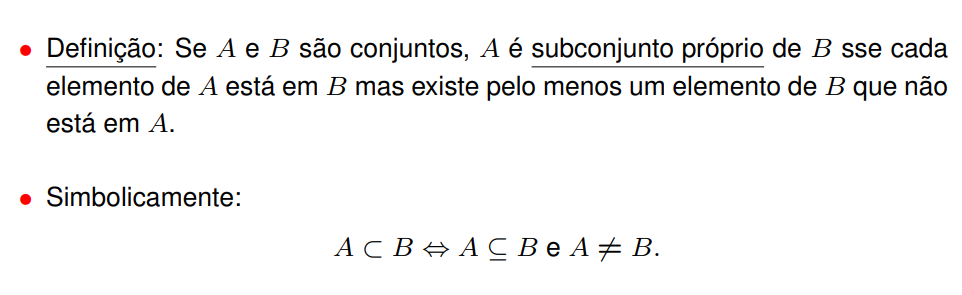 • Definição: Se A e B são conjuntos, A é subconjunto próprio de B sse cada
elemento de A está em B mas existe pelo menos um elemento de B que não
está em A.
• Simbolicamente:
A ⊂ B ⇔ A ⊆ B e A ≠ B.